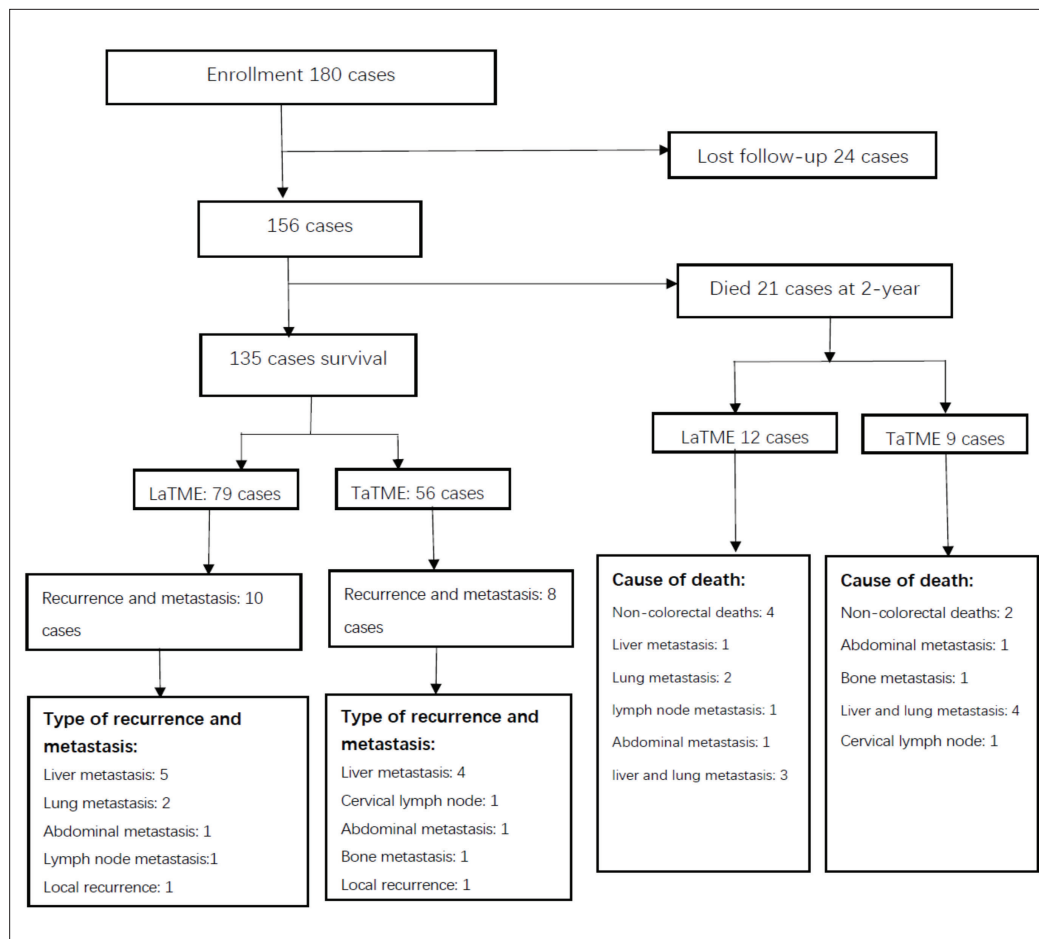 Enrollment 180 cases
Lost follow-up 24 cases
156 cases
Died 21 cases at 2-year
135 cases survival
LaTME 12 cases
TaTME 9 cases
LaTME: 79 cases
TaTME: 56 cases
Recurrence and metastasis: 10
cases
Recurrence and metastasis: 8
cases
Type of recurrence and
metastasis:
Liver metastasis: 5
Lung metastasis: 2
Abdominal metastasis: 1
Lymph node metastasis:1
Local recurrence: 1
Type of recurrence and
metastasis:
Liver metastasis: 4
Cervical lymph node: 1
Abdominal metastasis: 1
Bone metastasis: 1
Local recurrence: 1
Cause of death:
Non-colorectal deaths: 4
Liver metastasis: 1
Lung metastasis: 2
lymph node metastasis: 1
Abdominal metastasis: 1
liver and lung metastasis: 3
Cause of death:
Non-colorectal deaths: 2
Abdominal metastasis: 1
Bone metastasis: 1
Liver and lung metastasis: 4
Cervical lymph node: 1